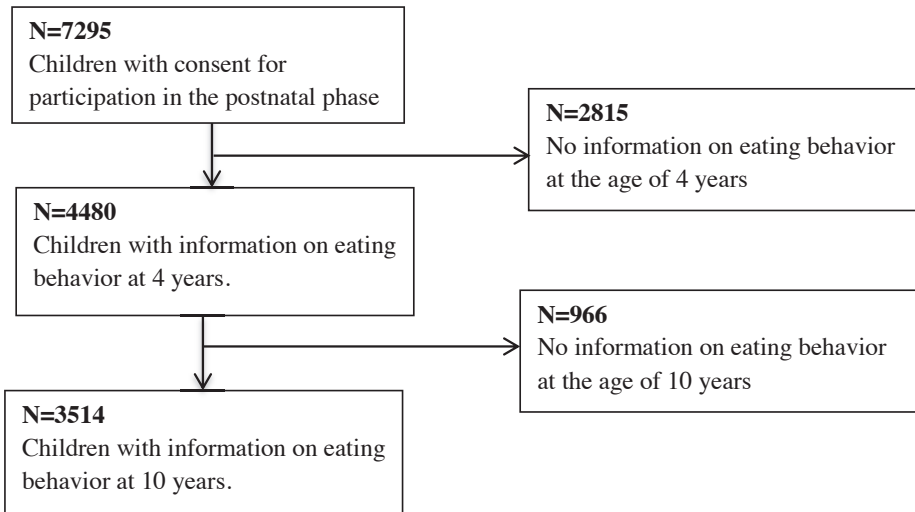 N=7295
Children with consent for
participation in the postnatal phase
N=2815
No information on eating behavior
at the age of 4 years
N=4480
Children with information on eating
behavior at 4 years.
N=966
No information on eating behavior
at the age of 10 years
N=3514
Children with information on eating
behavior at 10 years.